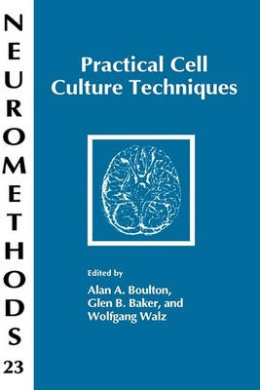 NEUROMETHODS
23
Practical Cell
Culture Techniques
Edited by
Alan A. Boulton,
Glen B. Baker, and
Wolfgang Walz